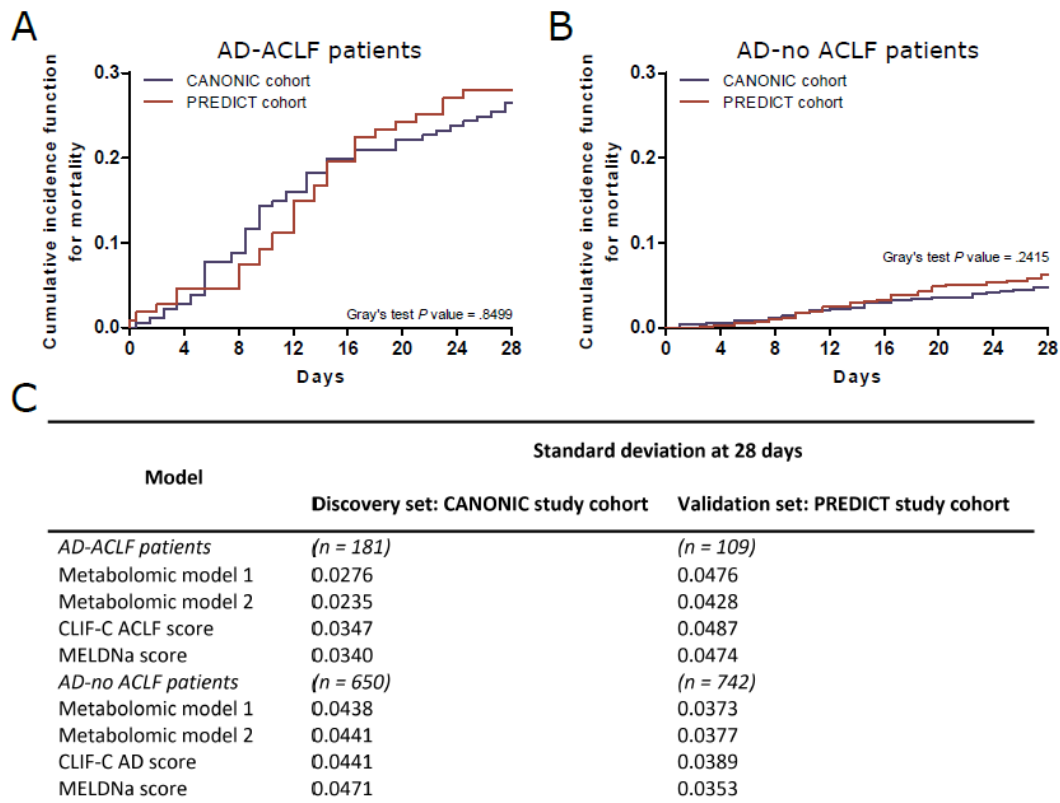 A
AD-ACLF patients
CANONIC cohort
PREDICT cohort
Cumulative incidence function
for mortality
0.3
0.2
0.1
0.0
Gray's test P value = .8499
0 4 8 12 16 20 24 28
Days
B
AD-no ACLF patients
CANONIC cohort
PREDICT cohort
Cumulative incidence function
for mortality
0.3
0.2
0.1
0.0
Gray's test P value = .2415
0 4 8 12 16 20 24 28
Days
C
Model
Standard deviation at 28 days
Discovery set: CANONIC study cohort Validation set: PREDICT study cohort
AD-ACLF patients (n = 181) (n = 109)
Metabolomic model 1 0.0276 0.0476
Metabolomic model 2 0.0235 0.0428
CLIF-C ACLF score 0.0347 0.0487
MELDNa score 0.0340 0.0474
AD-no ACLF patients (n = 650) (n = 742)
Metabolomic model 1 0.0438 0.0373
Metabolomic model 2 0.0441 0.0377
CLIF-C AD score 0.0441 0.0389
MELDNa score 0.0471 0.0353